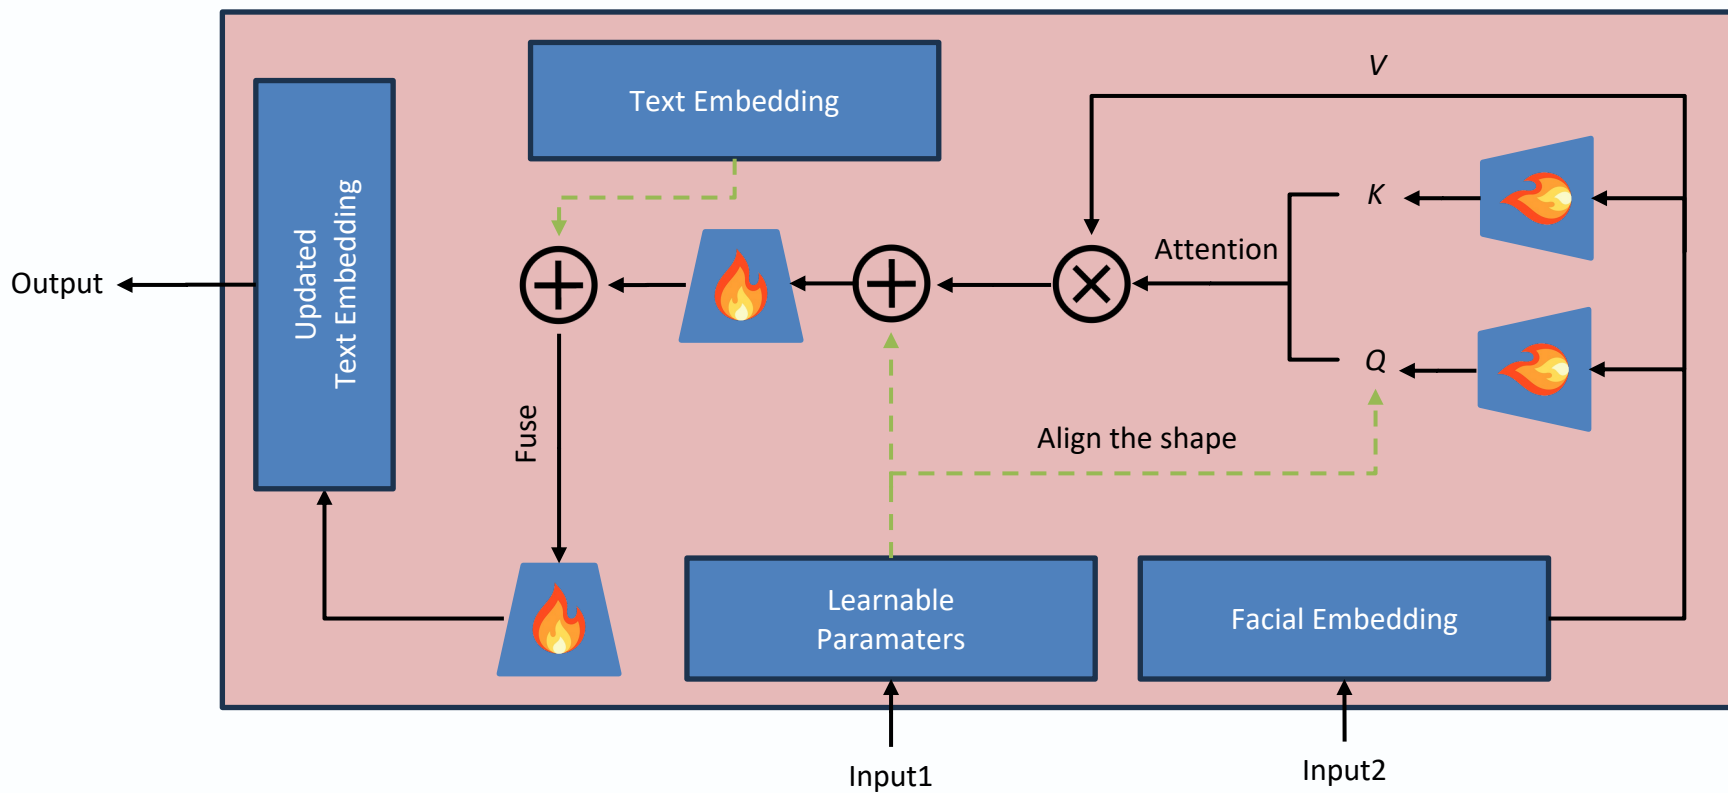 Text Embedding
V
K
Attention
Q
Output
Updated
Text Embedding
Fuse
Align the shape
Learnable
Paramaters
Facial Embedding
Input1
Input2